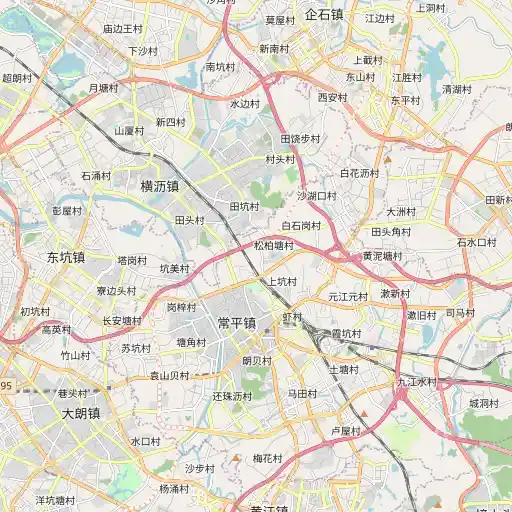 沙角村
上洞村
莫屋村
企石镇
江边村
庙边王村
下沙村
新南村
上截村
南坑村
超朗村
东山村
江胜村
月塘村
清湖村
西安村
水边村
东平村
新四村
山厦村
田饶步村
朗
村头村
石涌村
白花沥村
横沥镇
沙湖口村
田新村
彭屋村
田坑村
大洲村
田头村
白石岗村
田头角村
松柏塘村
石水口村
东坑镇
塔岗村
黄泥塘村
坑美村
寮边头村
上坑村
漱新村
元江元村
岗梓村
初坑村
漱旧村
司马村
长安塘村
常平镇
虾村
高英村
霞坑村
苏坑村
塘角村
竹山村
朗贝村
土塘村
袁山贝村
九江水村
95
巷头村
还珠沥村
马田村
大朗镇
城洞村
卢屋村
水口村
梅花村
沙步村
杨涌村
洋坑塘村
黄江镇